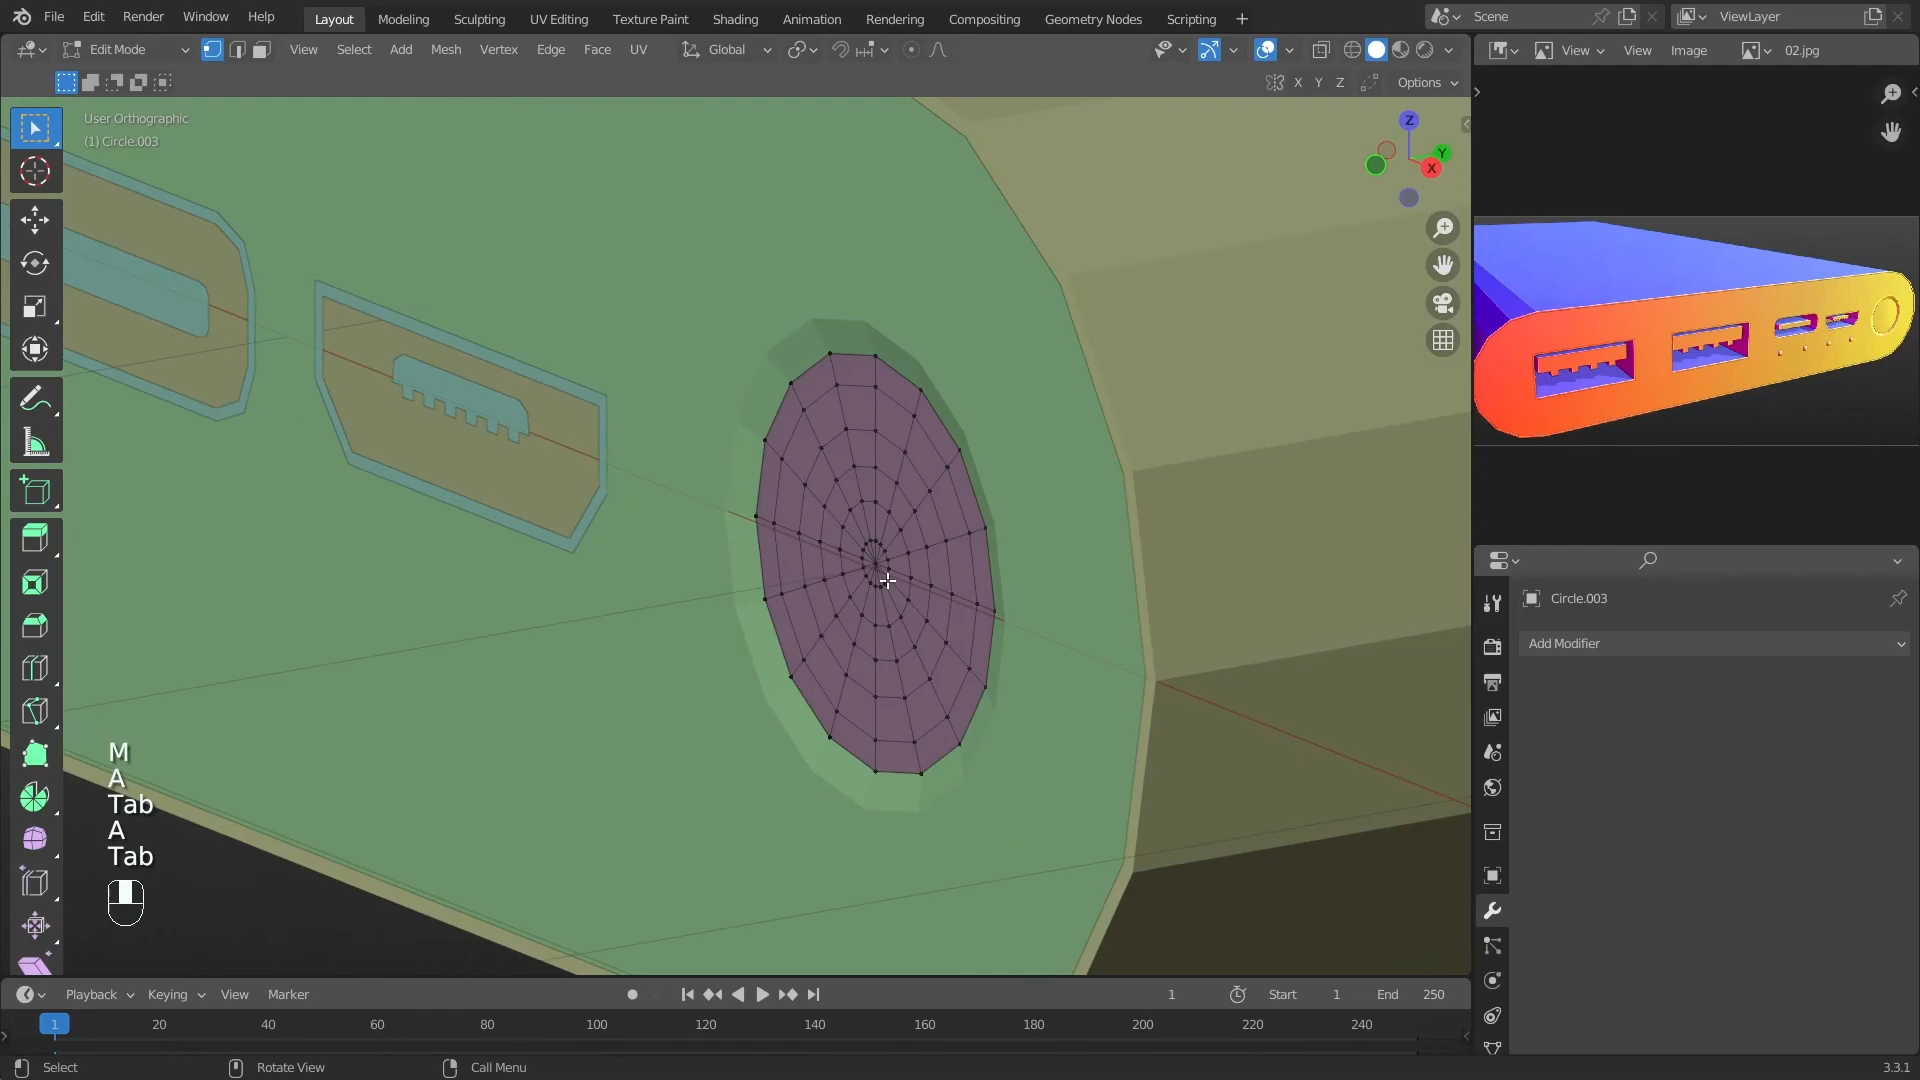 File Edit Render Window Help Layout Modeling Sculpting UV Editing Texture Paint Shading Animation Rendering Compositing Geometry Nodes Scripting + Scene ViewLayer
Edit Mode View Select Add Mesh Vertex Edge Face UV Global View View Image 02.jpg
X Y Z Options
User Orthographic
(1) Circle.003
Z
Y
X
Circle.003
Add Modifier
M
A
Tab
A
Tab
Playback Keying View Marker 1 Start 1 End 250
1 20 40 60 80 100 120 140 160 180 200 220 240
Select Rotate View Call Menu 3.3.1